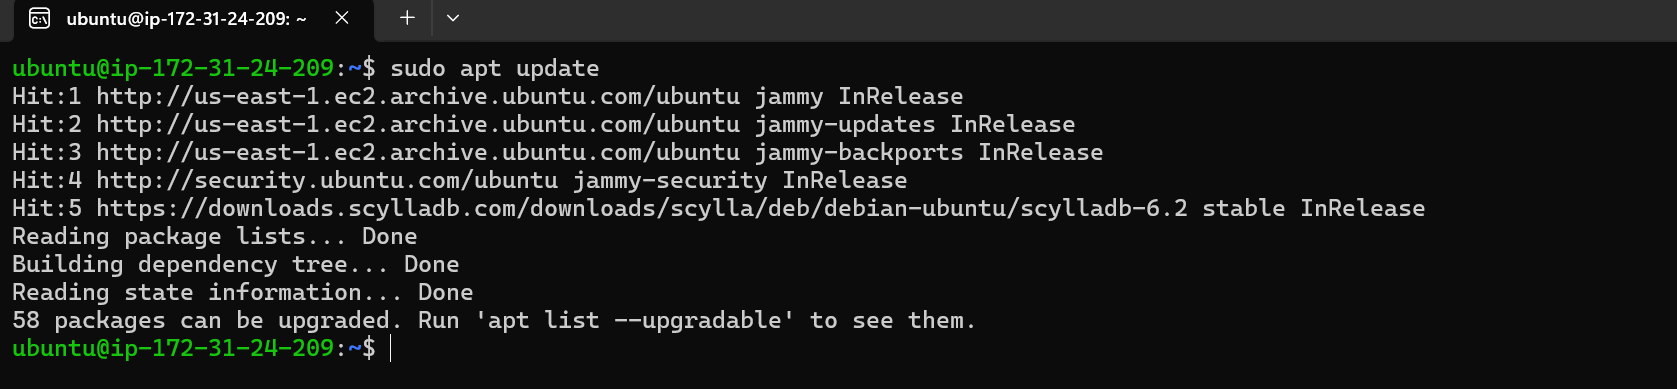 ubuntu@ip-172-31-24-209: ~
ubuntu@ip-172-31-24-209:~$ sudo apt update
Hit:1 http://us-east-1.ec2.archive.ubuntu.com/ubuntu jammy InRelease
Hit:2 http://us-east-1.ec2.archive.ubuntu.com/ubuntu jammy-updates InRelease
Hit:3 http://us-east-1.ec2.archive.ubuntu.com/ubuntu jammy-backports InRelease
Hit:4 http://security.ubuntu.com/ubuntu jammy-security InRelease
Hit:5 https://downloads.scylladb.com/downloads/scylla/deb/debian-ubuntu/scylladb-6.2 stable InRelease
Reading package lists... Done
Building dependency tree... Done
Reading state information... Done
58 packages can be upgraded. Run 'apt list --upgradable' to see them.
ubuntu@ip-172-31-24-209:~$